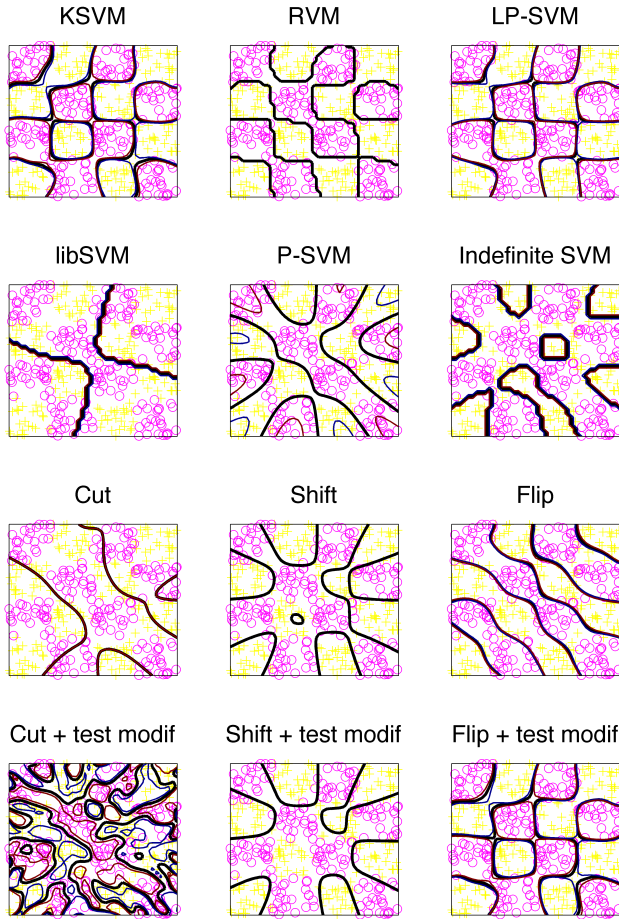 KSVM
RVM
LP-SVM
libSVM
P-SVM
Indefinite SVM
Cut
Shift
Flip
Cut + test modif
Shift + test modif
Flip + test modif